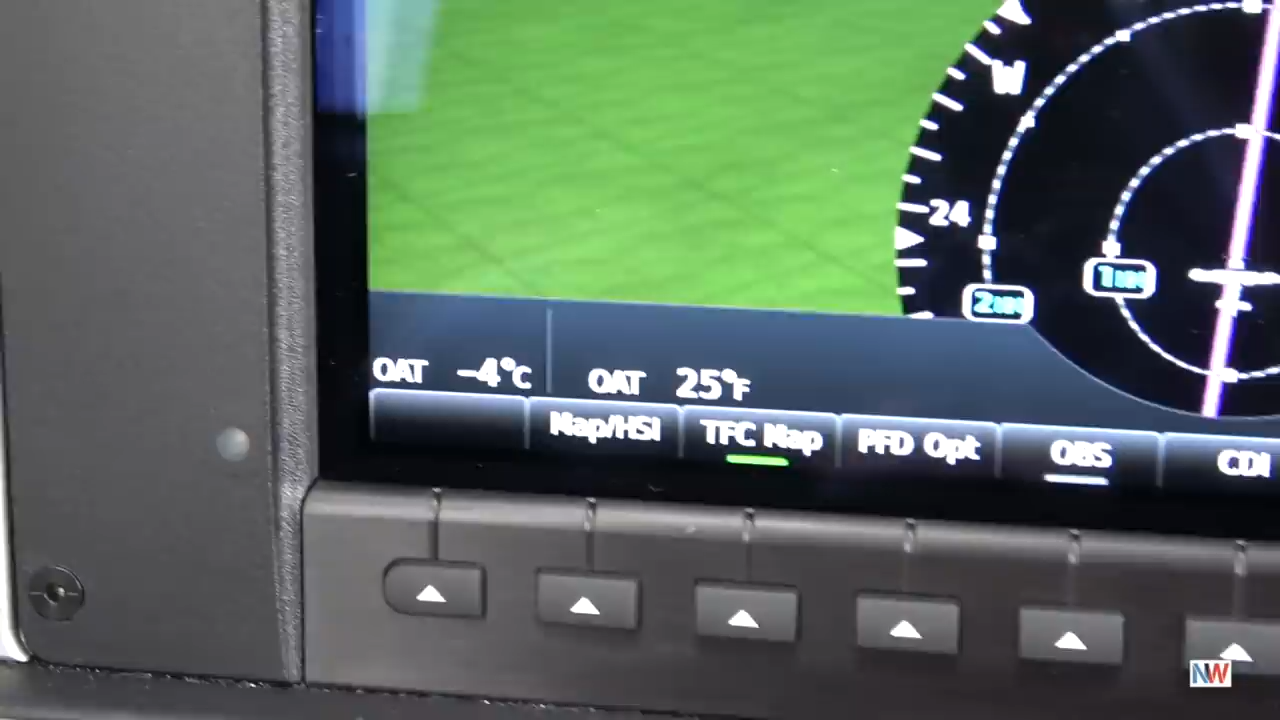 W
24
1NM
2NM
OAT −4°C OAT 25°F
Map/HSI TFC Map PFD Opt OBS CDI
NW